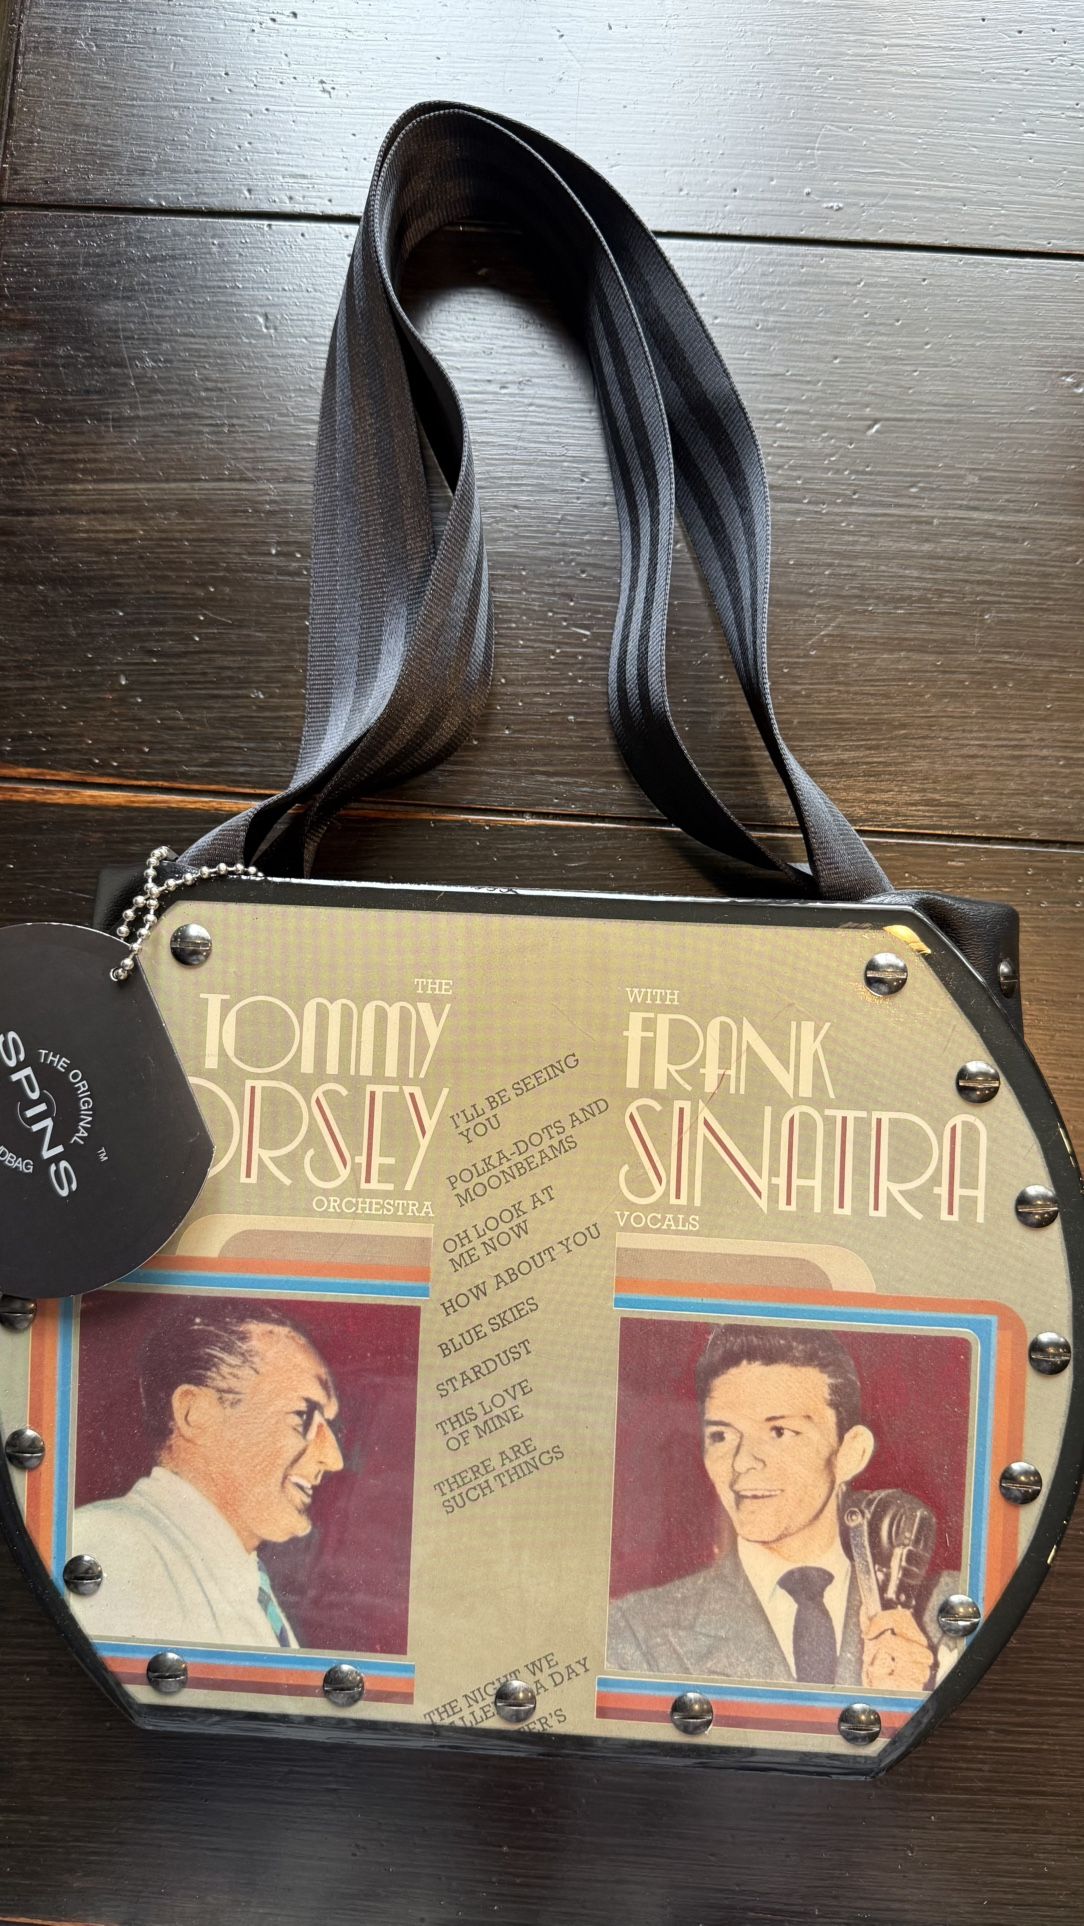 THE
TOMMY
ORSEY
ORCHESTRA
WITH
FRANK
SINATRA
VOCALS
I'LL BE SEEING
YOU
POLKA-DOTS AND
MOONBEAMS
OH LOOK AT
ME NOW
HOW ABOUT YOU
BLUE SKIES
STARDUST
THIS LOVE
OF MINE
THERE ARE
SUCH THINGS
THE NIGHT WE
A DAY
THE ORIGINAL
SPINS
™